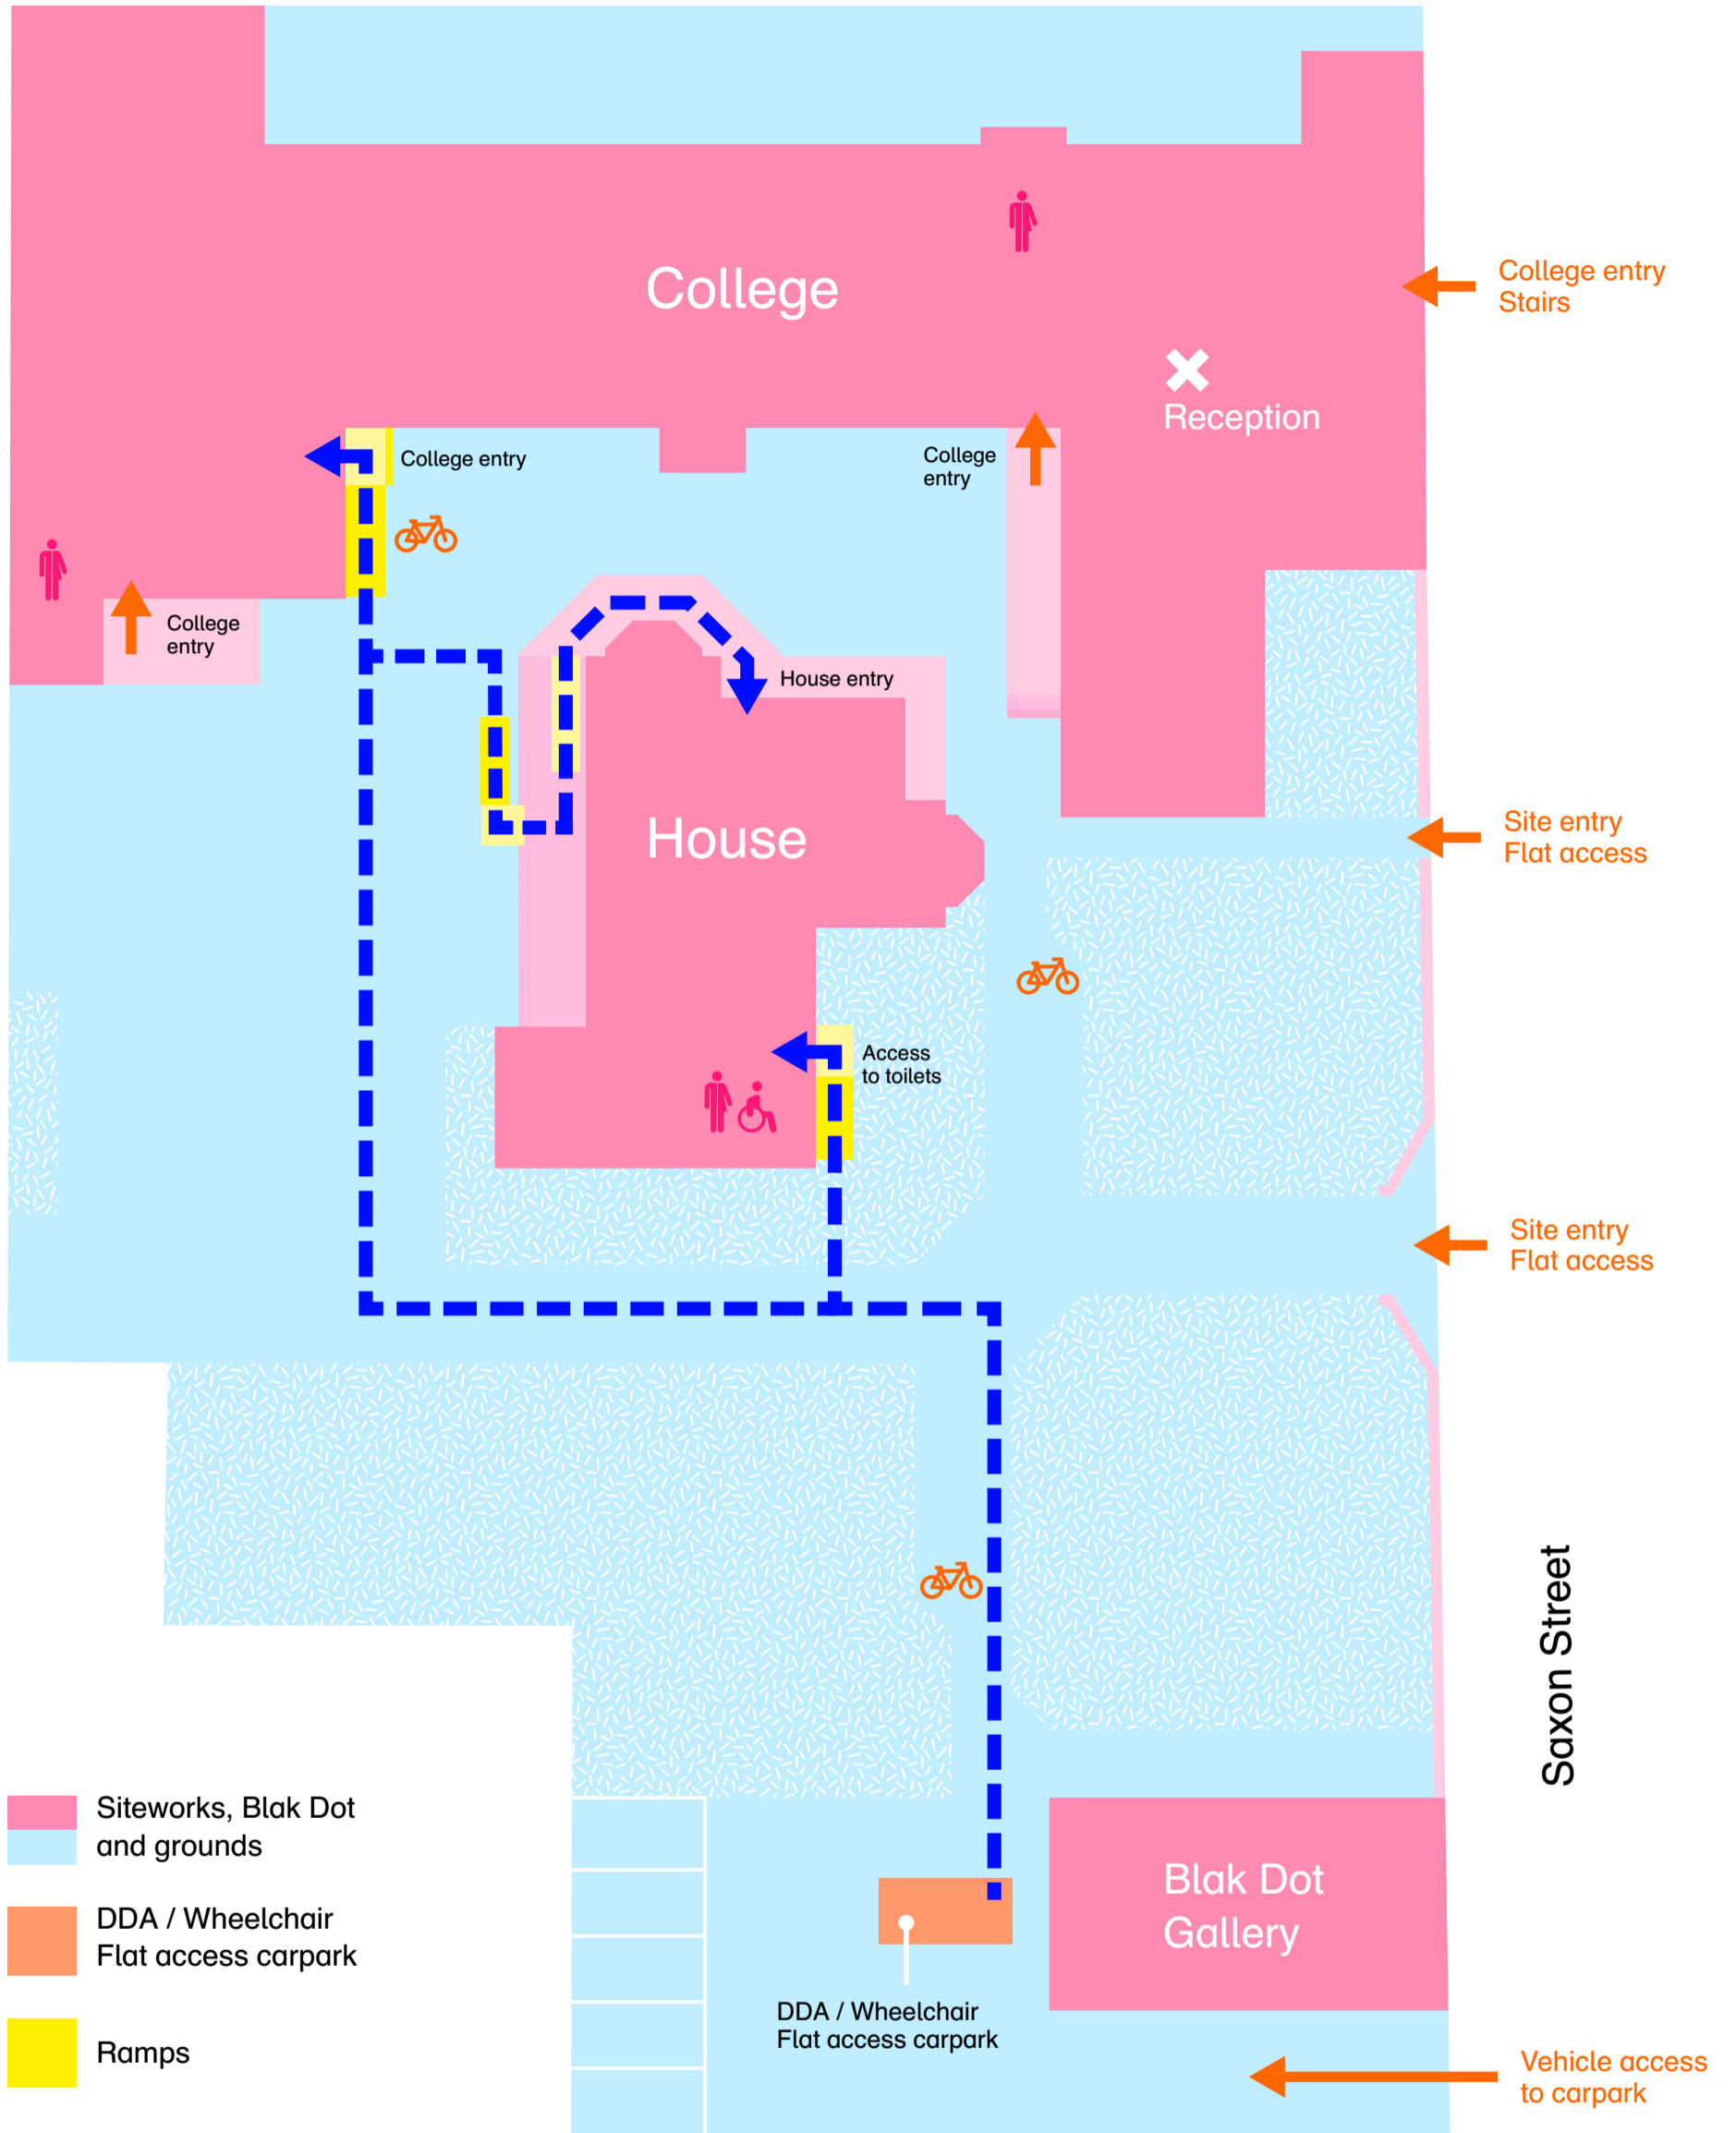 College
College entry
Stairs
Reception
College entry
College
entry
College
entry
House entry
House
Site entry
Flat access
Access
to toilets
Site entry
Flat access
Saxon Street
Siteworks, Blak Dot
and grounds
DDA / Wheelchair
Flat access carpark
Ramps
Blak Dot
Gallery
DDA / Wheelchair
Flat access carpark
Vehicle access
to carpark